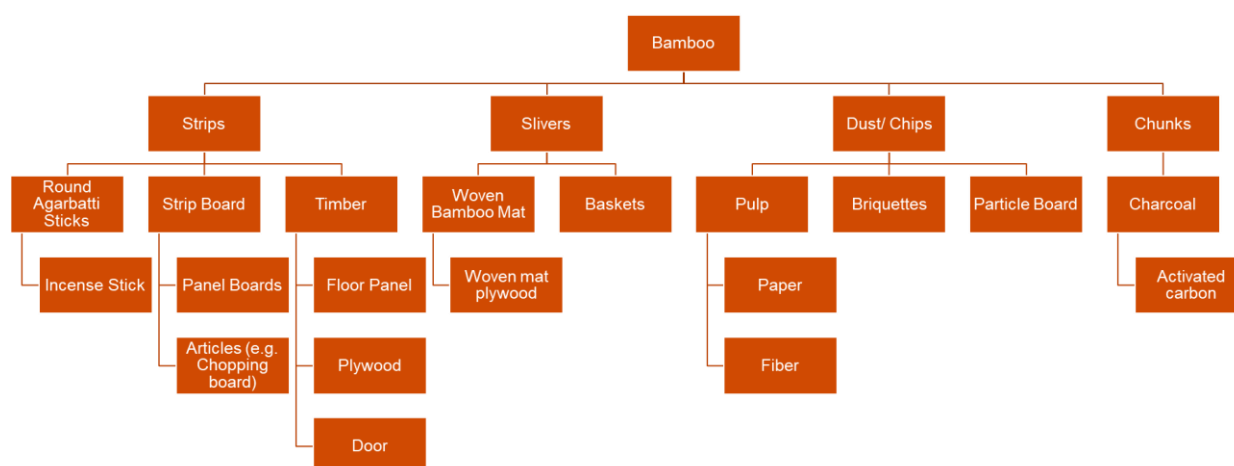 Bamboo
Strips
Slivers
Dust/ Chips
Chunks
Round
Agarbatti
Sticks
Strip Board
Timber
Woven
Bamboo Mat
Baskets
Pulp
Briquettes
Particle Board
Charcoal
Incense Stick
Panel Boards
Floor Panel
Woven mat
plywood
Paper
Activated
carbon
Articles (e.g.
Chopping
board)
Plywood
Fiber
Door